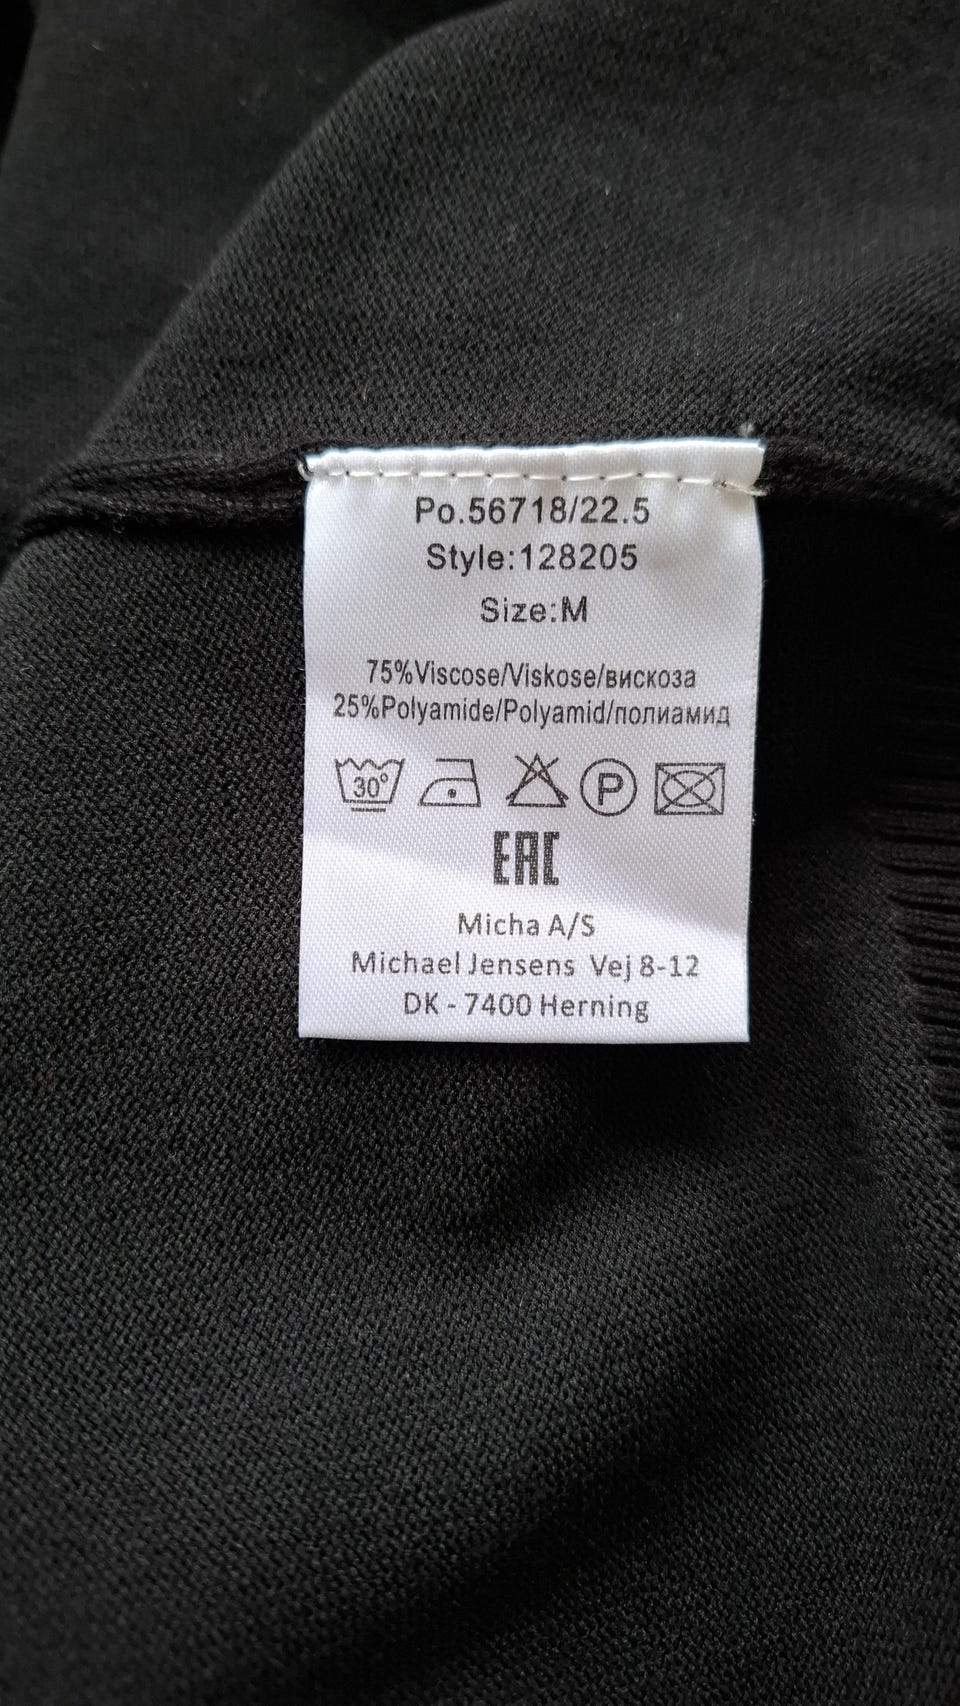 Po.56718/22.5
Style:128205
Size:M
75%Viscose/Viskose/вискоза
25%Polyamide/Polyamid/полиамид
30° P
EAC
Micha A/S
Michael Jensens Vej 8-12
DK - 7400 Herning